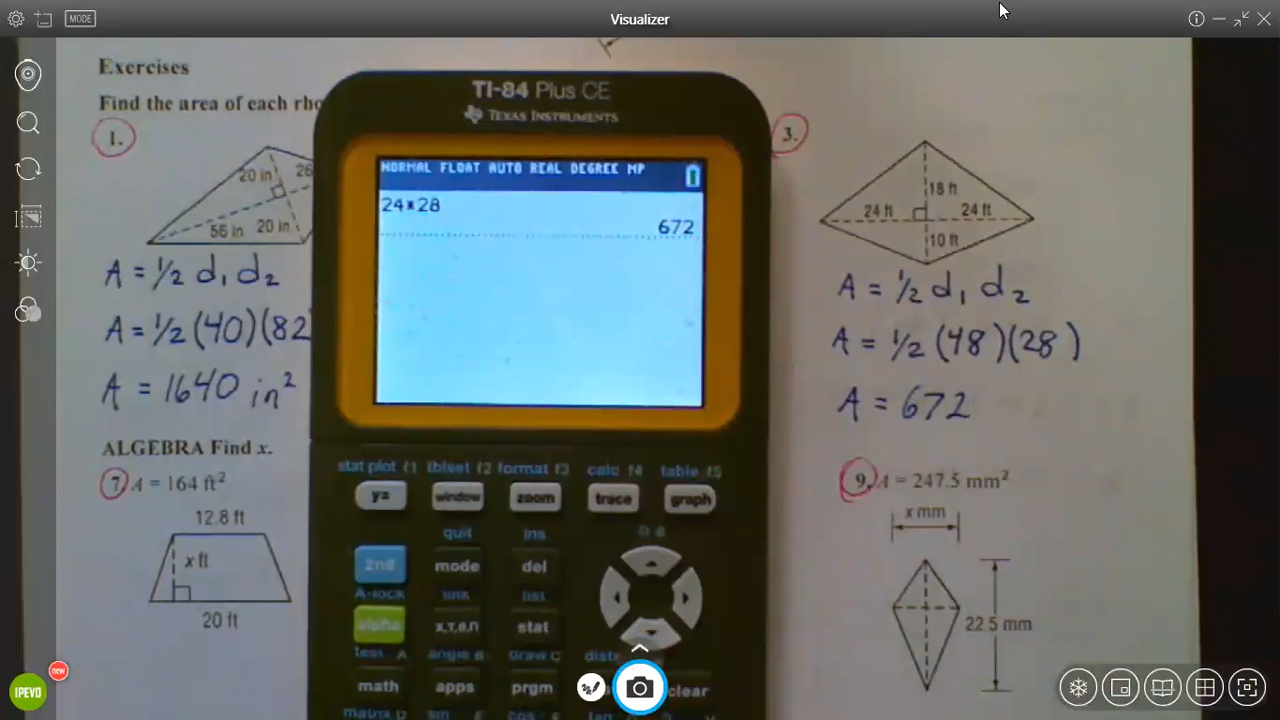 MODE
Visualizer
Exercises
Find the area of each rho
1.
20 in
26
56 in
20 in
A = 1/2 d₁ d₂
A = 1/2 (40)(82
A = 1640 in²
ALGEBRA Find x.
7. A = 164 ft²
12.8 ft
x ft
20 ft
TI-84 Plus CE
TEXAS INSTRUMENTS
NORMAL FLOAT AUTO REAL DEGREE MP
24*28
672
stat plot f1 tblset f2 format f3 calc f4 table f5
y= window zoom trace graph
quit ins
2nd mode del
A-lock link list
alpha x,τ,θ,n stat
test A angle B draw C distr
math apps prgm clear
matrix D sin cos tan
3.
18 ft
24 ft 24 ft
10 ft
A = 1/2 d₁ d₂
A = 1/2 (48)(28)
A = 672
9. A = 247.5 mm²
x mm
22.5 mm
new
IPEVO